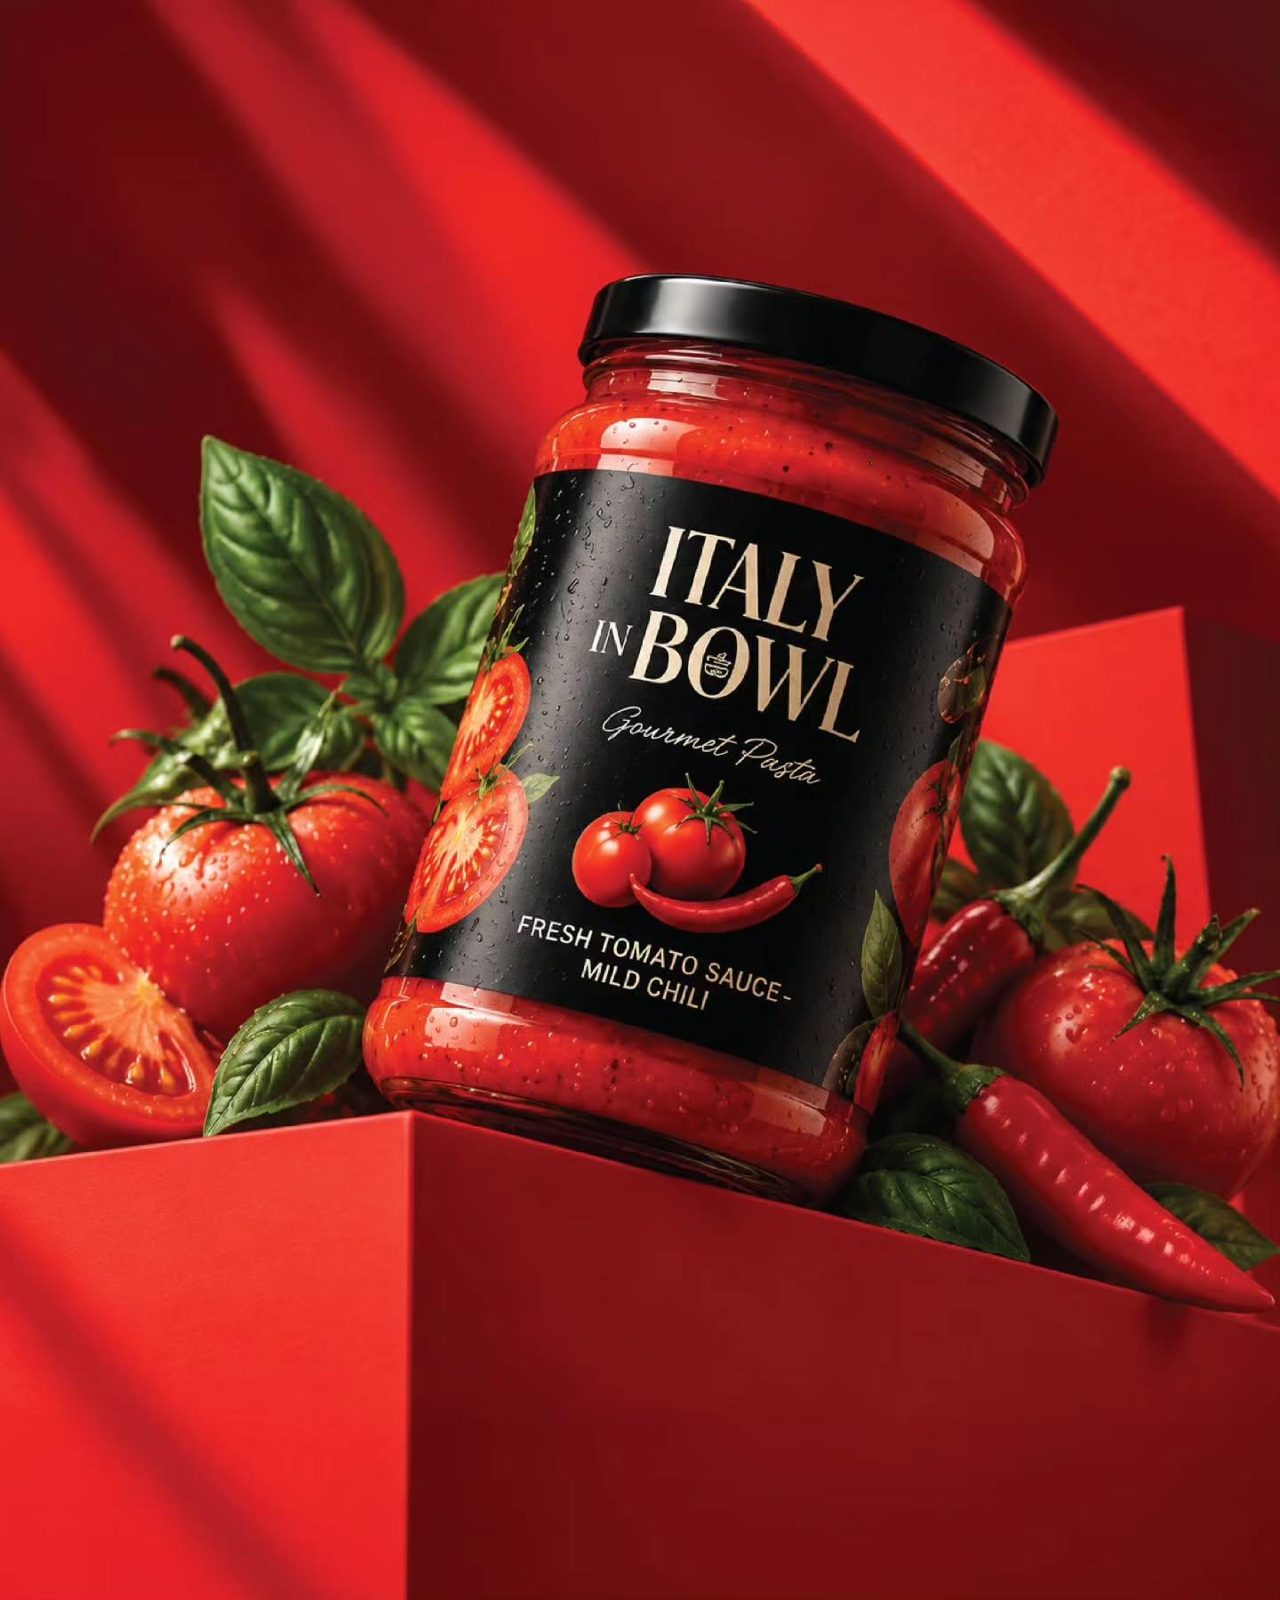 ITALY
IN BOWL
Gourmet Pasta
FRESH TOMATO SAUCE-
MILD CHILI